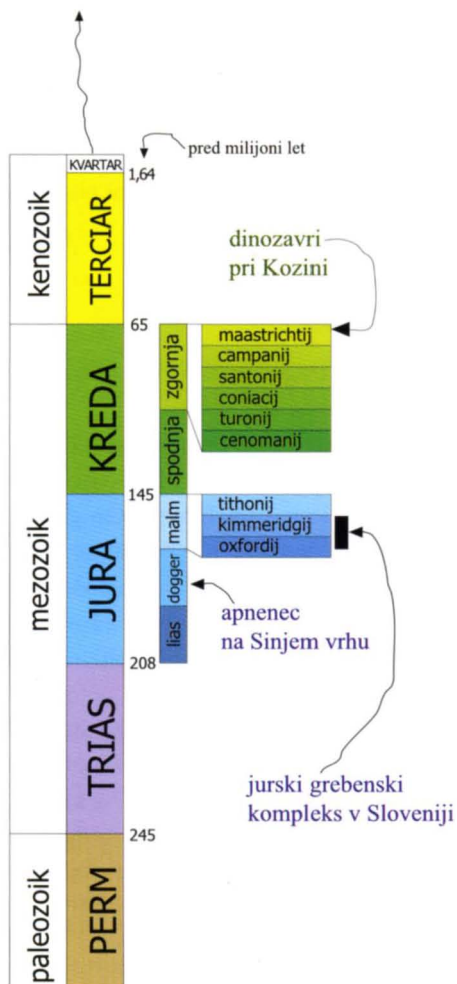 KVARTAR
pred milijoni let
1,64
kenozoik
TERCIAR
dinozavri
pri Kozini
65
mezozoik
KREDA
zgornja
spodnja
maastrichtij
campanij
santonij
coniacij
turonij
cenomanij
145
JURA
malm
dogger
lias
tithonij
kimmeridgij
oxfordij
apnenec
na Sinjem vrhu
208
TRIAS
jurski grebenski
kompleks v Sloveniji
245
paleozoik
PERM